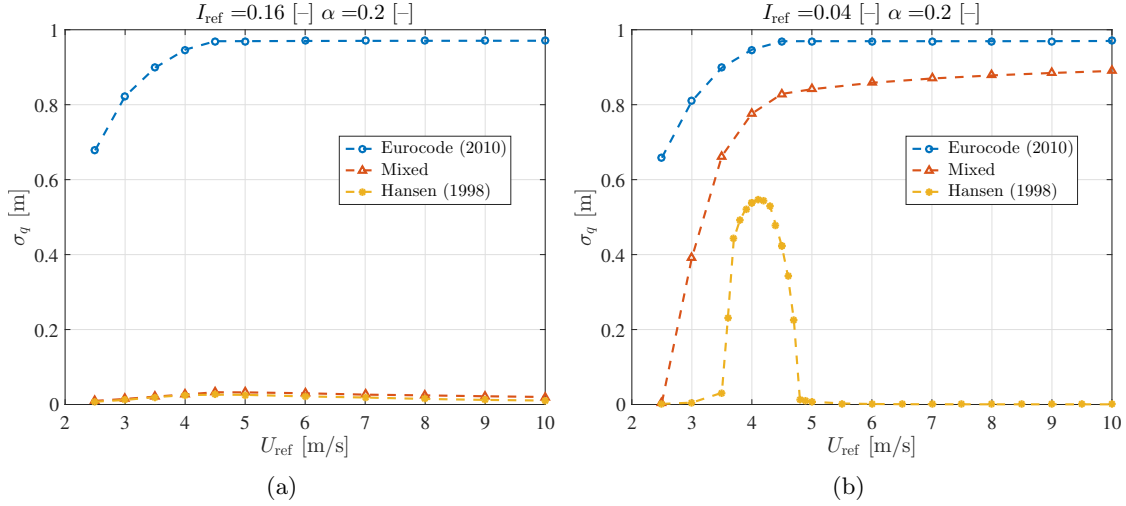 I_ref =0.16 [–] α =0.2 [–]
1
0.8
0.6
0.4
0.2
0
σ_q [m]
Eurocode (2010)
Mixed
Hansen (1998)
2 3 4 5 6 7 8 9 10
U_ref [m/s]
(a)
I_ref =0.04 [–] α =0.2 [–]
1
0.8
0.6
0.4
0.2
0
σ_q [m]
Eurocode (2010)
Mixed
Hansen (1998)
2 3 4 5 6 7 8 9 10
U_ref [m/s]
(b)